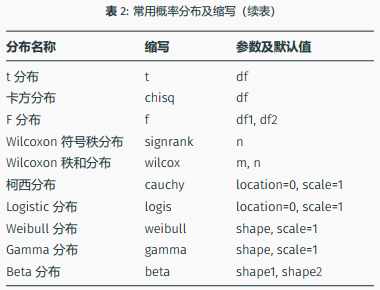 表 2: 常用概率分布及缩写（续表）
分布名称 缩写 参数及默认值
t 分布 t df
卡方分布 chisq df
F 分布 f df1, df2
Wilcoxon 符号秩分布 signrank n
Wilcoxon 秩和分布 wilcox m, n
柯西分布 cauchy location=0, scale=1
Logistic 分布 logis location=0, scale=1
Weibull 分布 weibull shape, scale=1
Gamma 分布 gamma shape, scale=1
Beta 分布 beta shape1, shape2